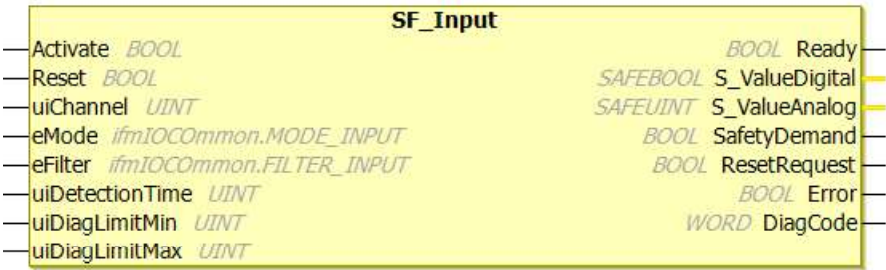 SF_Input
Activate BOOL BOOL Ready
Reset BOOL SAFEBOOL S_ValueDigital
uiChannel UINT SAFEUINT S_ValueAnalog
eMode ifmIOCOmmon.MODE_INPUT BOOL SafetyDemand
eFilter ifmIOCOmmon.FILTER_INPUT BOOL ResetRequest
uiDetectionTime UINT BOOL Error
uiDiagLimitMin UINT WORD DiagCode
uiDiagLimitMax UINT